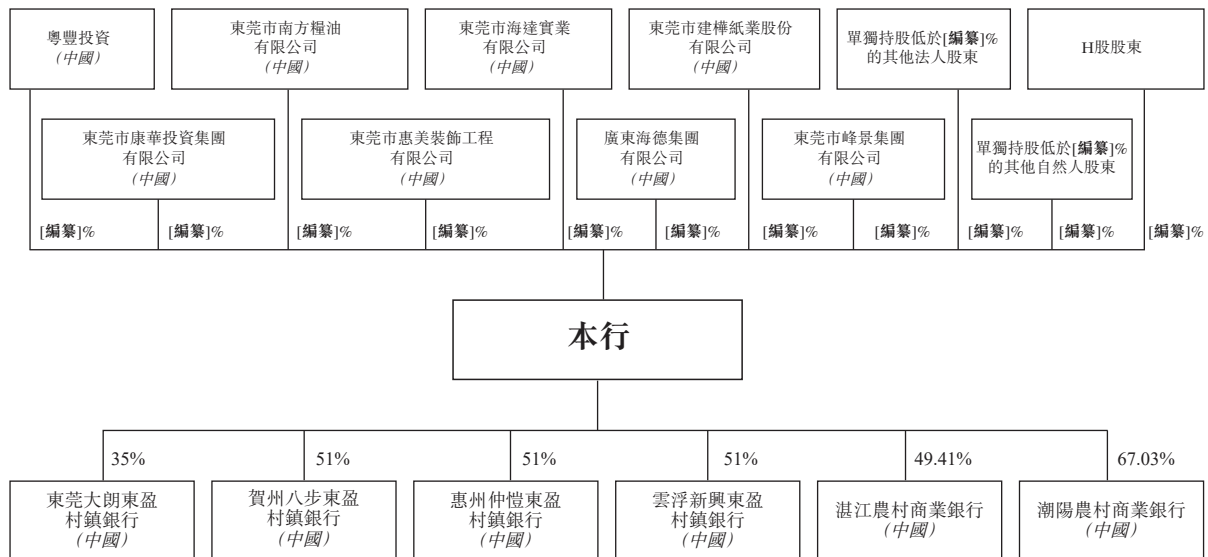 粵豐投資
(中國)
東莞市南方糧油
有限公司
(中國)
東莞市海達實業
有限公司
(中國)
東莞市建樺紙業股份
有限公司
(中國)
單獨持股低於[編纂]%
的其他法人股東
H股股東
東莞市康華投資集團
有限公司
(中國)
東莞市惠美裝飾工程
有限公司
(中國)
廣東海德集團
有限公司
(中國)
東莞市峰景集團
有限公司
(中國)
單獨持股低於[編纂]%
的其他自然人股東
[編纂]%
[編纂]%
[編纂]%
[編纂]%
[編纂]%
[編纂]%
[編纂]%
[編纂]%
[編纂]%
[編纂]%
[編纂]%
本行
35%
51%
51%
51%
49.41%
67.03%
東莞大朗東盈
村鎮銀行
(中國)
賀州八步東盈
村鎮銀行
(中國)
惠州仲愷東盈
村鎮銀行
(中國)
雲浮新興東盈
村鎮銀行
(中國)
湛江農村商業銀行
(中國)
潮陽農村商業銀行
(中國)